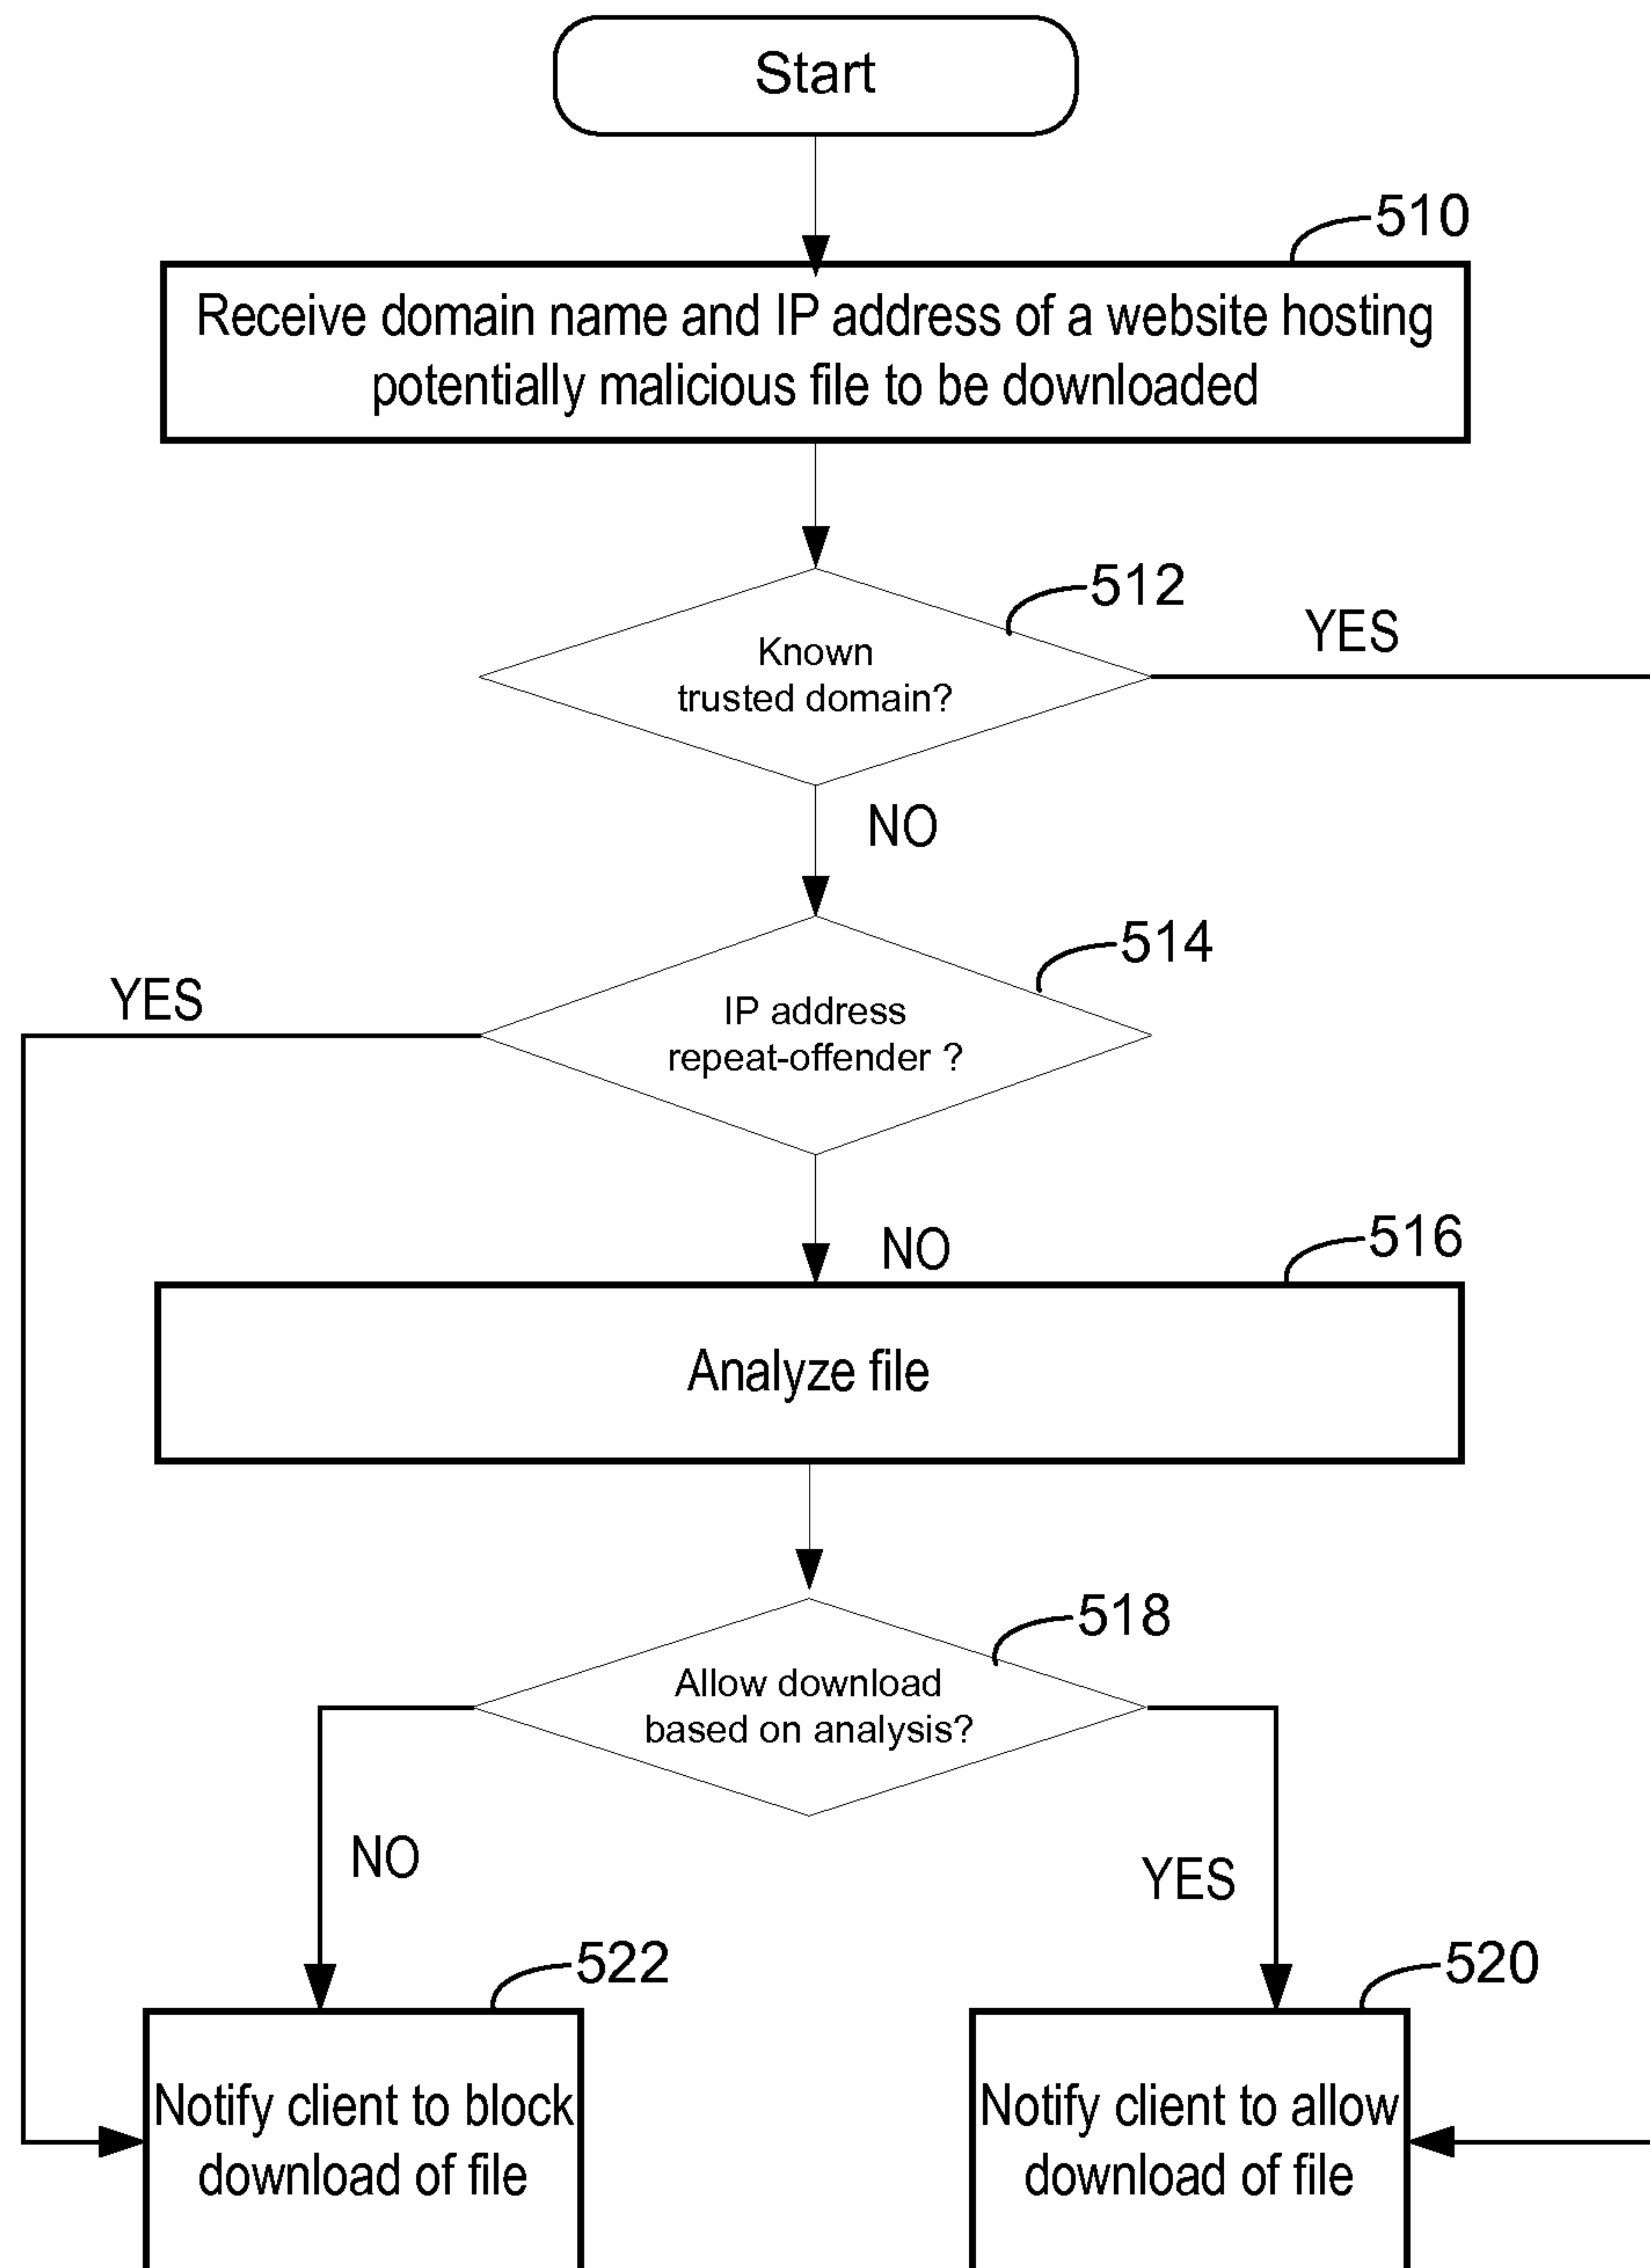 Start
510
Receive domain name and IP address of a website hosting
potentially malicious file to be downloaded
512
YES
Known
trusted domain?
NO
514
YES
IP address
repeat-offender ?
NO
516
Analyze file
518
Allow download
based on analysis?
NO
YES
522
520
Notify client to block
download of file
Notify client to allow
download of file